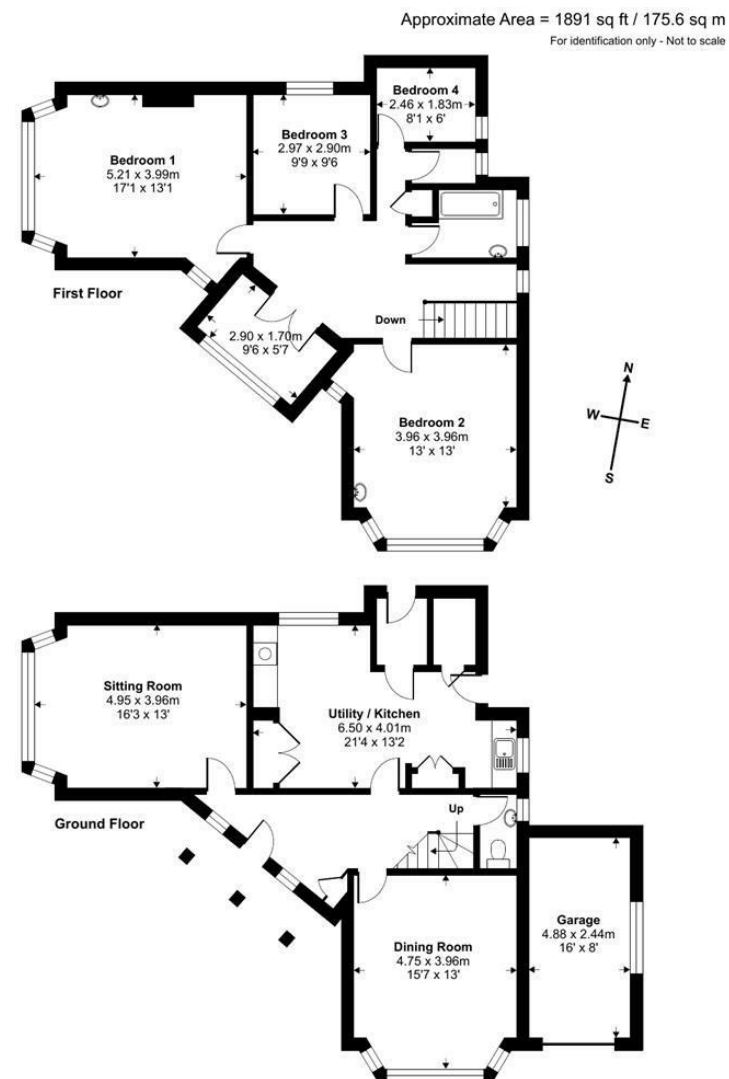 Approximate Area = 1891 sq ft / 175.6 sq m
For identification only - Not to scale
Bedroom 4
2.46 x 1.83m
8'1 x 6'
Bedroom 3
2.97 x 2.90m
9'9 x 9'6
Bedroom 1
5.21 x 3.99m
17'1 x 13'1
First Floor
2.90 x 1.70m
9'6 x 5'7
Down
Bedroom 2
3.96 x 3.96m
13' x 13'
N
W
E
S
Sitting Room
4.95 x 3.96m
16'3 x 13'
Utility / Kitchen
6.50 x 4.01m
21'4 x 13'2
Ground Floor
Up
Garage
4.88 x 2.44m
16' x 8'
Dining Room
4.75 x 3.96m
15'7 x 13'